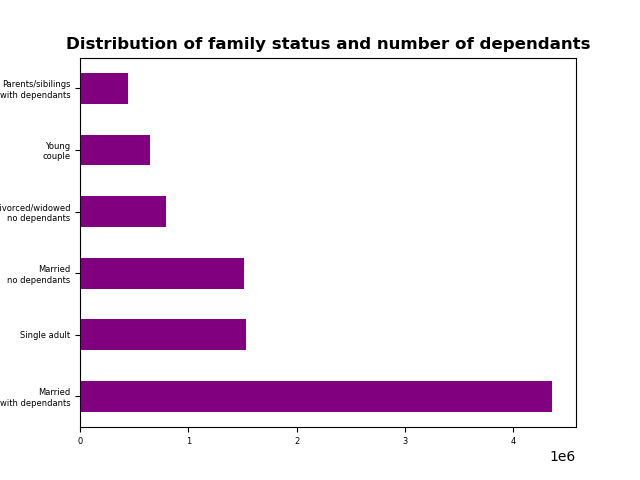 Distribution of family status and number of dependants
Parents/sibilings
with dependants
Young
couple
ivorced/widowed
no dependants
Married
no dependants
Single adult
Married
with dependants
0 1 2 3 4
1e6